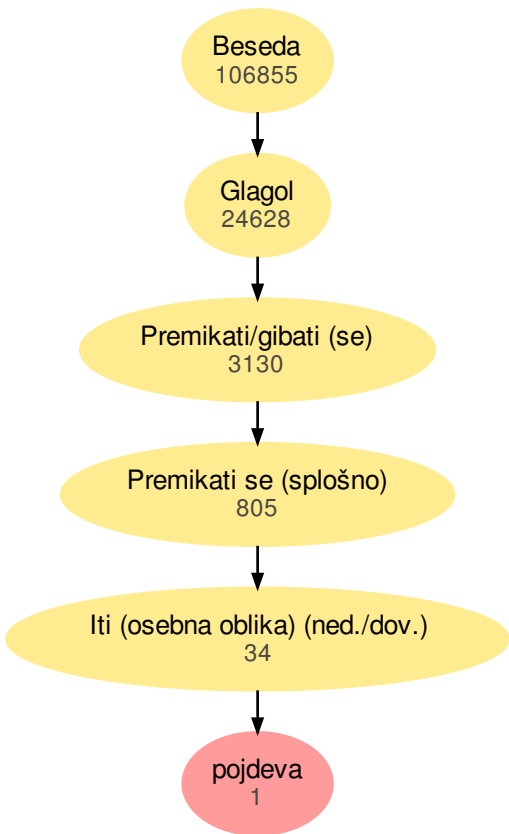 Beseda
106855
Glagol
24628
Premikati/gibati (se)
3130
Premikati se (splošno)
805
Iti (osebna oblika) (ned./dov.)
34
pojdeva
1